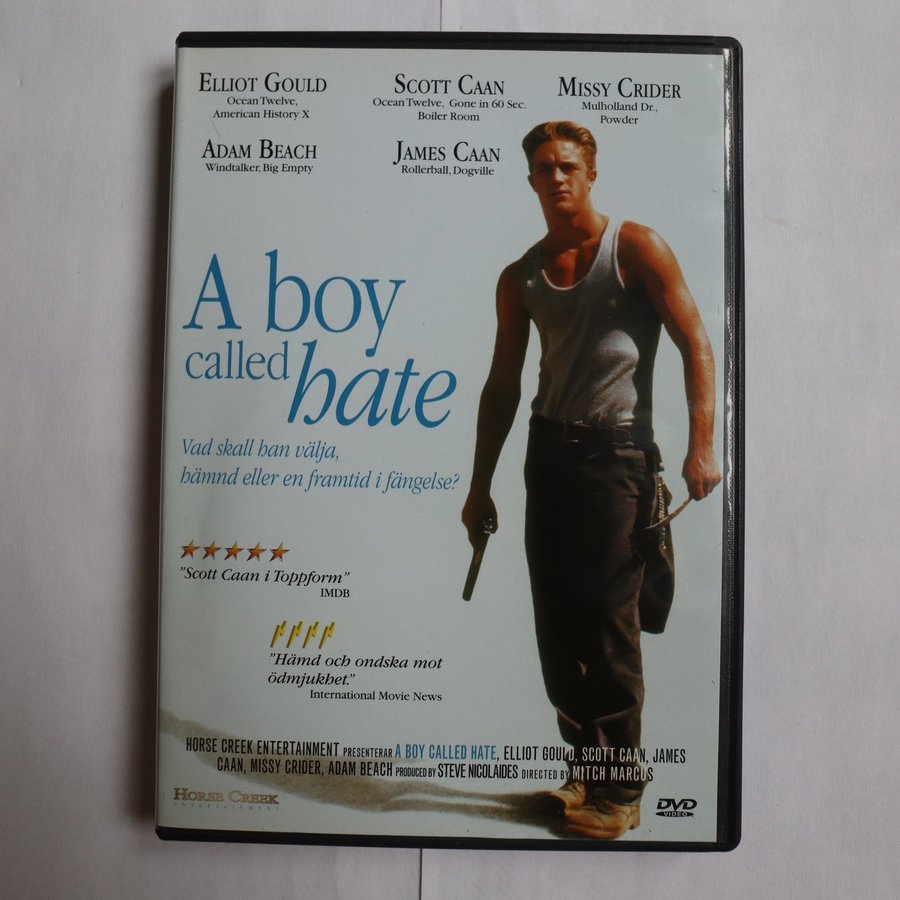 ELLIOT GOULD
Ocean Twelve,
American History X
SCOTT CAAN
Ocean Twelve, Gone in 60 Sec.
Boiler Room
MISSY CRIDER
Mulholland Dr.,
Powder
ADAM BEACH
Windtalker, Big Empty
JAMES CAAN
Rollerball, Dogville
A boy
called hate
Vad skall han välja,
hämnd eller en framtid i fängelse?
"Scott Caan i Toppform"
IMDB
"Hämd och ondska mot
ödmjukhet."
International Movie News
HORSE CREEK ENTERTAINMENT PRESENTERAR A BOY CALLED HATE, ELLIOT GOULD, SCOTT CAAN, JAMES
CAAN, MISSY CRIDER, ADAM BEACH PRODUCED BY STEVE NICOLAIDES DIRECTED BY MITCH MARCUS
HORSE CREEK
ENTERTAINMENT
DVD
VIDEO